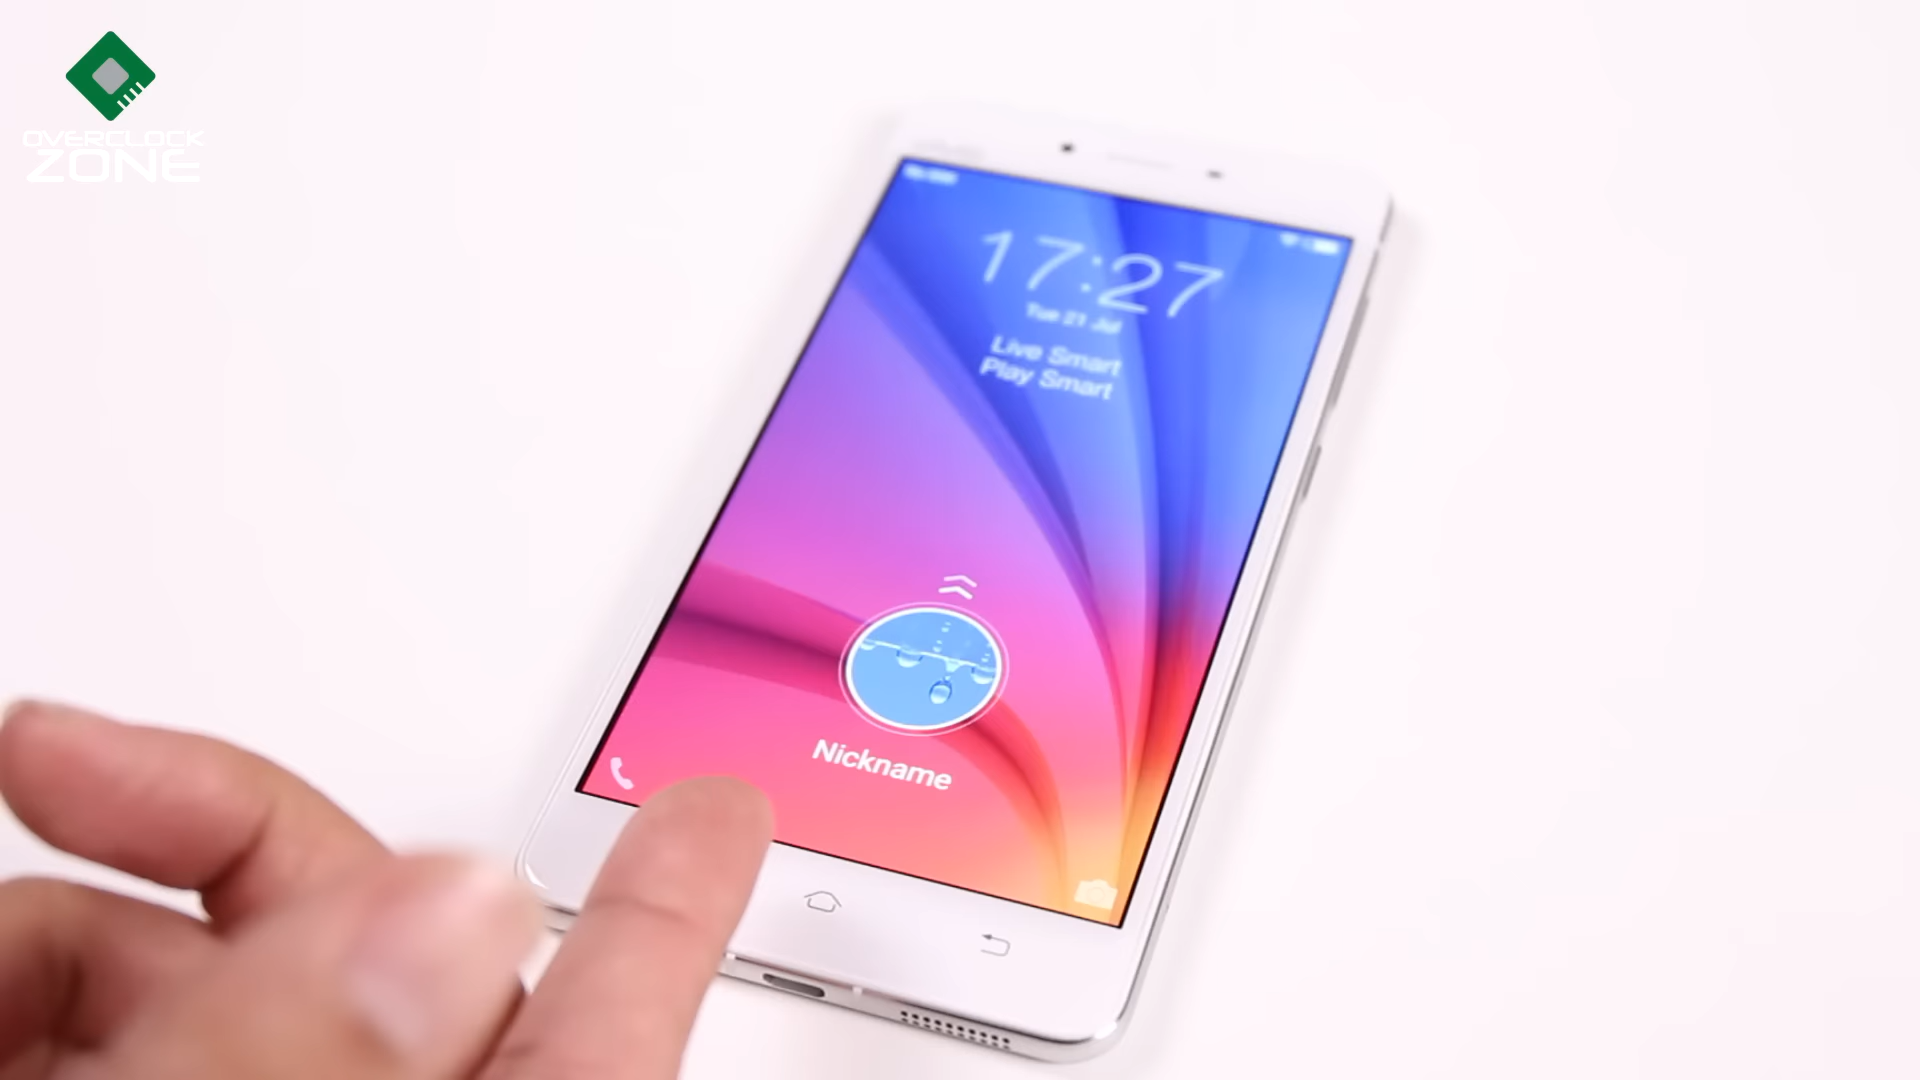 OVERCLOCK
ZONE
17:27
Tue 21 Jul
Live Smart
Play Smart
Nickname